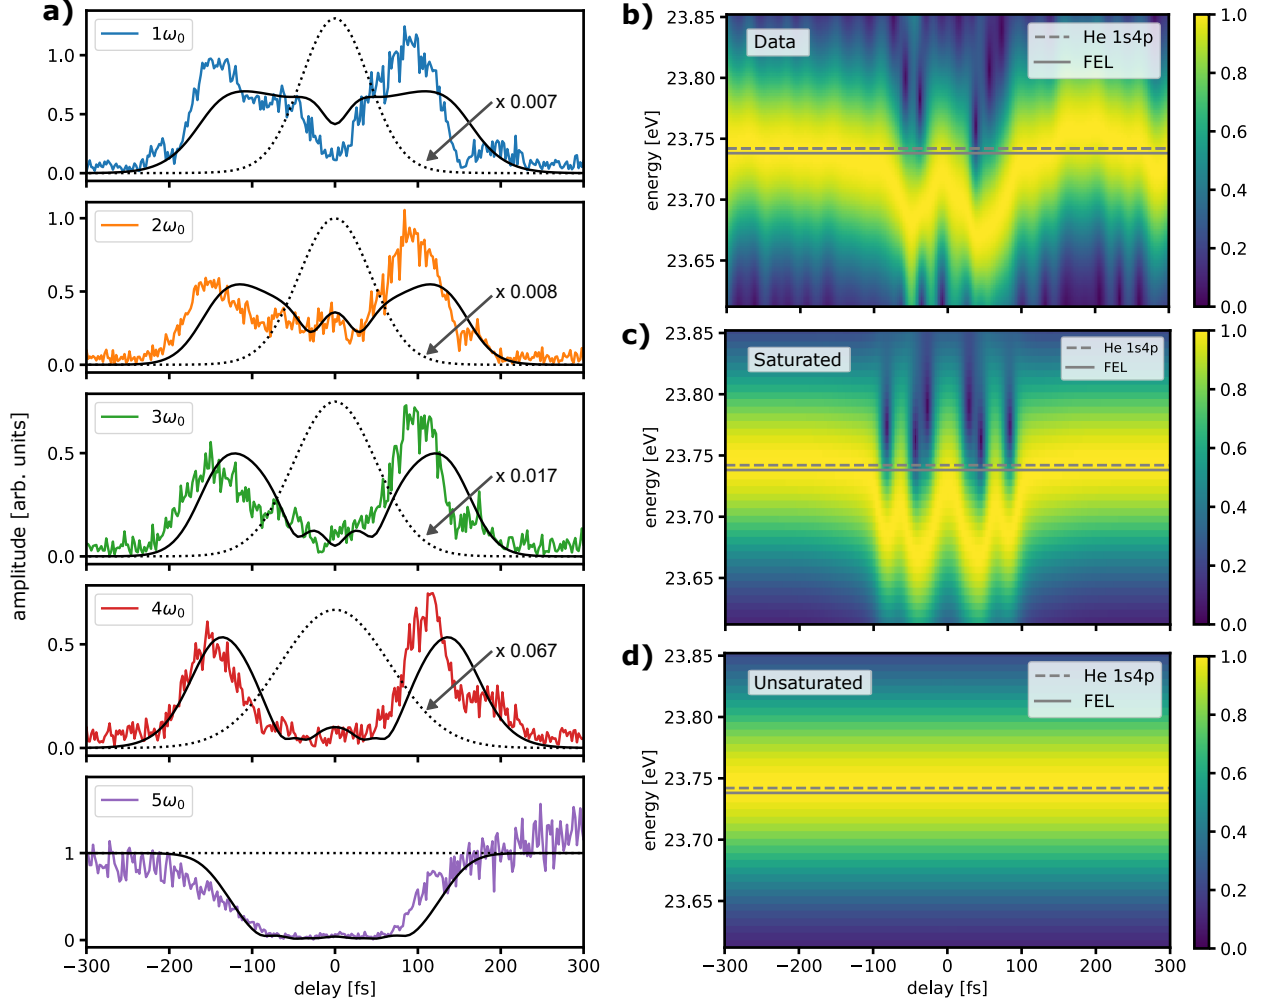 a)
amplitude [arb. units]
1ω₀
1.0
0.5
0.0
x 0.007
2ω₀
1.0
0.5
0.0
x 0.008
3ω₀
0.5
0.0
x 0.017
4ω₀
0.5
0.0
x 0.067
5ω₀
1
0
−300 −200 −100 0 100 200 300
delay [fs]
b)
Data
He 1s4p
FEL
energy [eV]
23.85
23.80
23.75
23.70
23.65
1.0
0.8
0.6
0.4
0.2
0.0
c)
Saturated
He 1s4p
FEL
energy [eV]
23.85
23.80
23.75
23.70
23.65
1.0
0.8
0.6
0.4
0.2
0.0
d)
Unsaturated
He 1s4p
FEL
energy [eV]
23.85
23.80
23.75
23.70
23.65
1.0
0.8
0.6
0.4
0.2
0.0
−300 −200 −100 0 100 200 300
delay [fs]